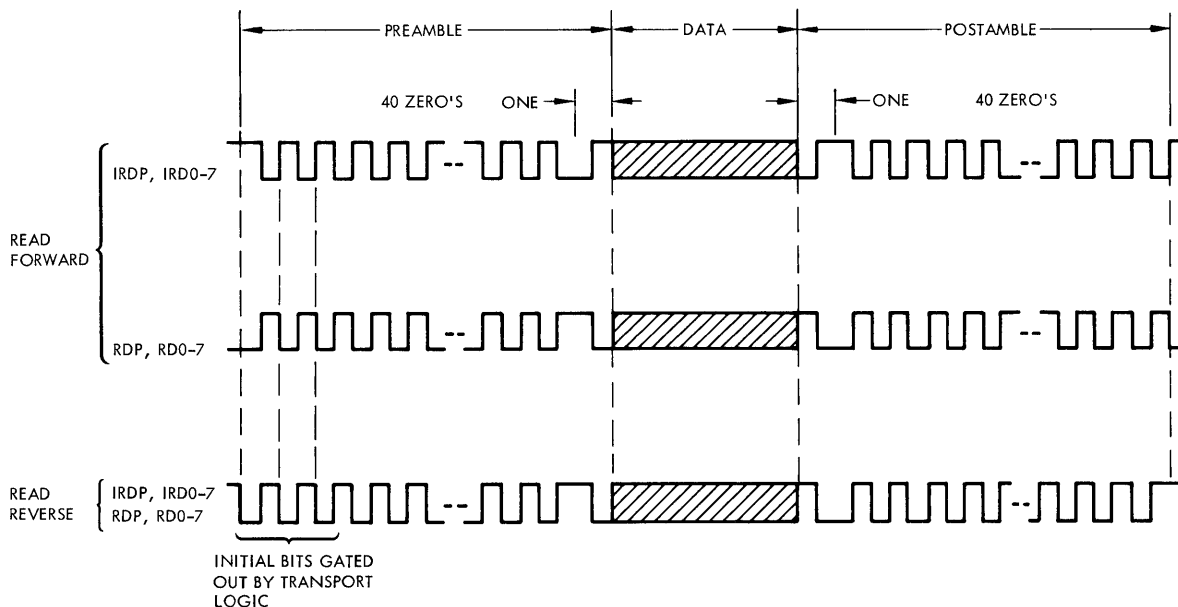 PREAMBLE DATA POSTAMBLE
40 ZERO'S ONE ONE 40 ZERO'S
IRDP, IRD0-7
READ
FORWARD
RDP, RD0-7
READ
REVERSE
IRDP, IRD0-7
RDP, RD0-7
INITIAL BITS GATED
OUT BY TRANSPORT
LOGIC